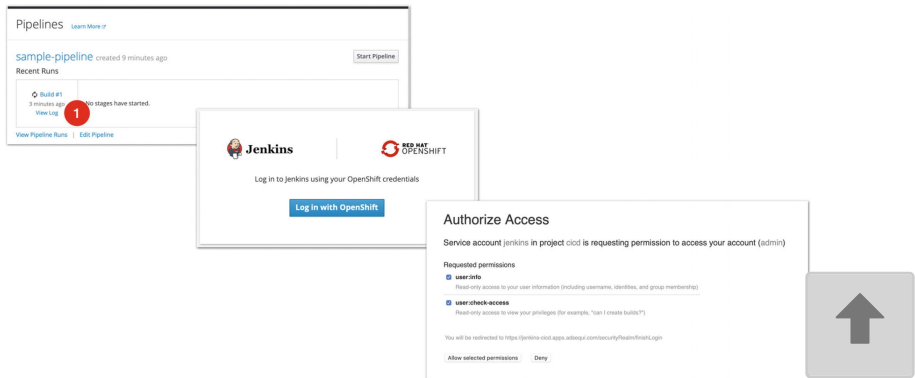 Pipelines Learn More
sample-pipeline created 9 minutes ago
Start Pipeline
Recent Runs
Build #1
3 minutes ago
No stages have started.
View Log
1
View Pipeline Runs | Edit Pipeline
Jenkins
RED HAT
OPENSHIFT
Log in to Jenkins using your OpenShift credentials
Log in with OpenShift
Authorize Access
Service account jenkins in project cicd is requesting permission to access your account (admin)
Requested permissions
user:info
Read-only access to your user information (including username, identities, and group membership)
user:check-access
Read-only access to view your privileges (for example, "can I create builds?")
You will be redirected to
Allow selected permissions Deny